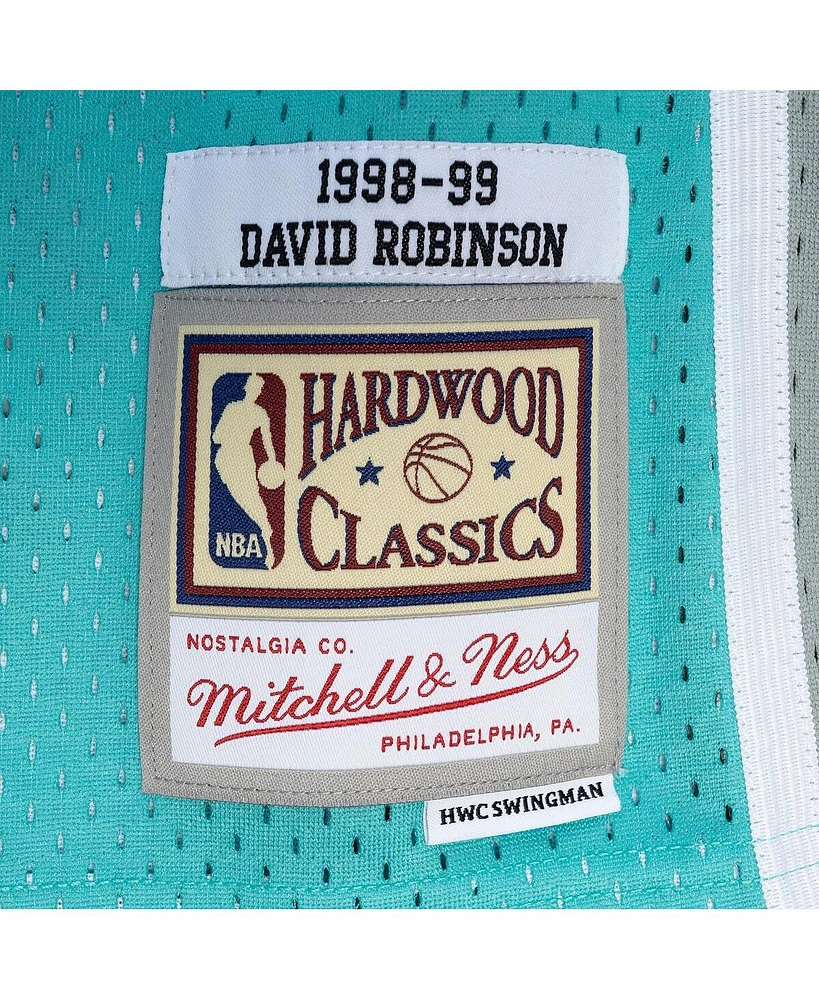 1998-99
DAVID ROBINSON
HARDWOOD
CLASSICS
NBA
NOSTALGIA CO.
Mitchell & Ness
PHILADELPHIA, PA.
HWC SWINGMAN